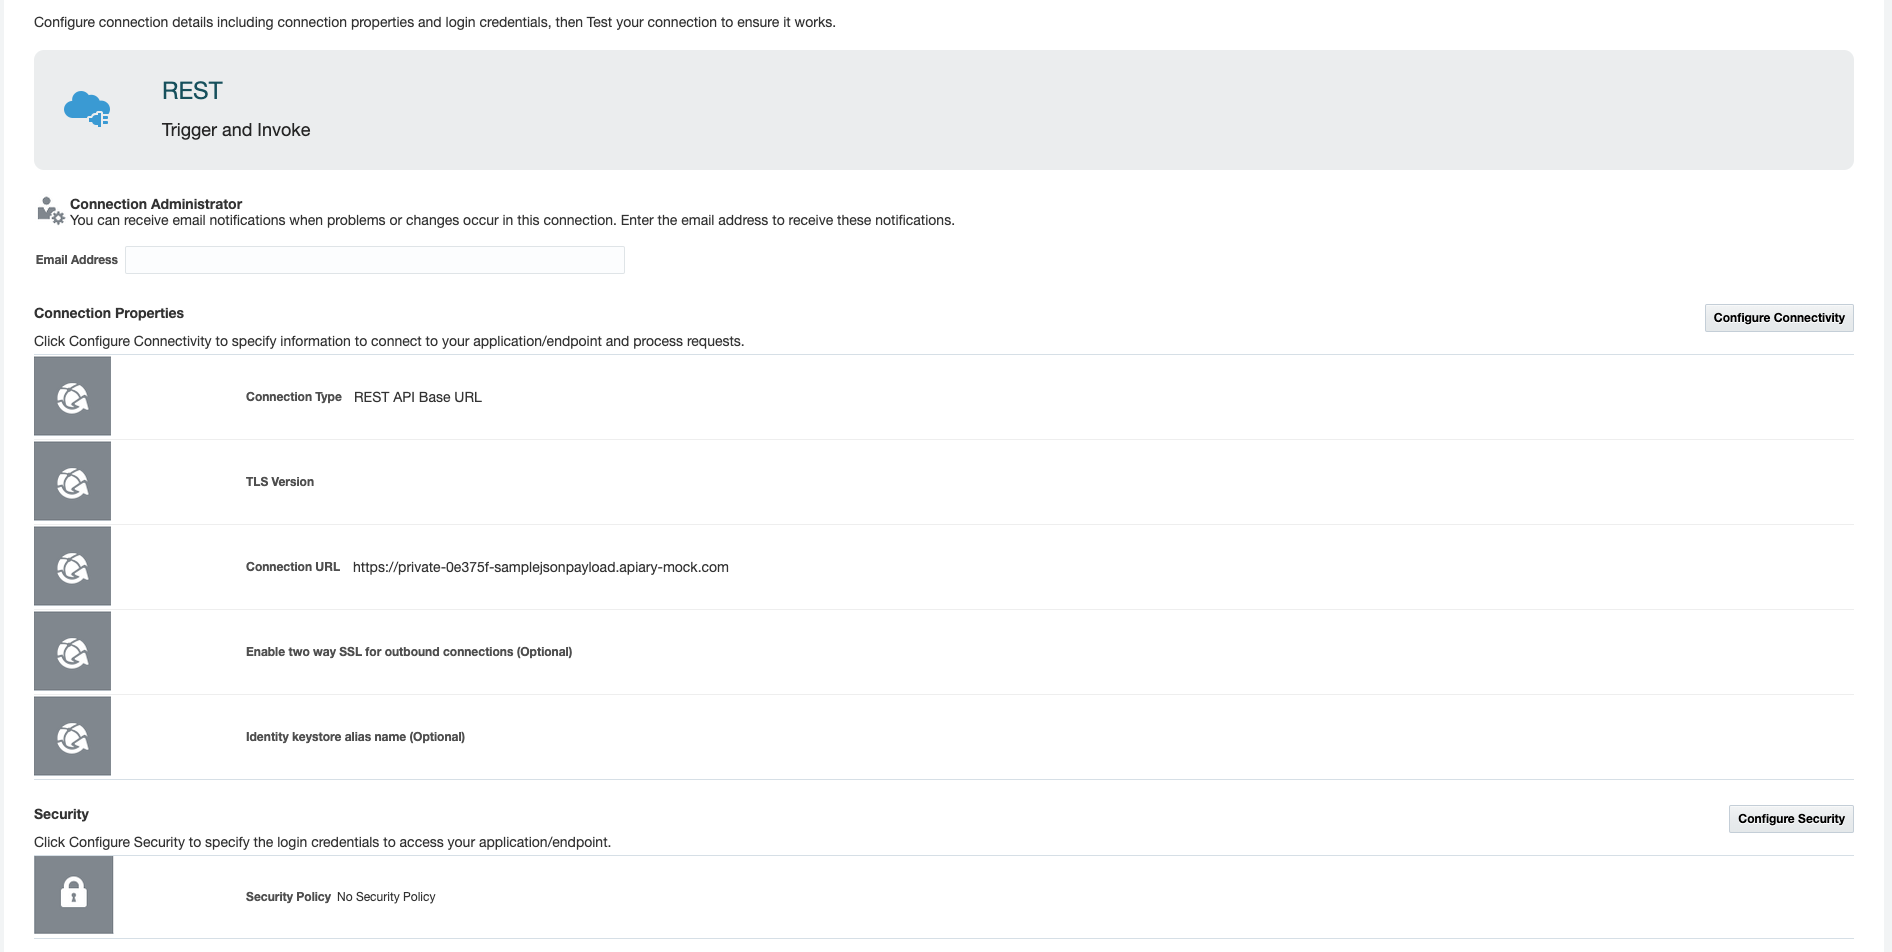 Configure connection details including connection properties and login credentials, then Test your connection to ensure it works.
REST
Trigger and Invoke
Connection Administrator
You can receive email notifications when problems or changes occur in this connection. Enter the email address to receive these notifications.
Email Address
Connection Properties
Configure Connectivity
Click Configure Connectivity to specify information to connect to your application/endpoint and process requests.
Connection Type REST API Base URL
TLS Version
Connection URL https://private-0e375f-samplejsonpayload.apiary-mock.com
Enable two way SSL for outbound connections (Optional)
Identity keystore alias name (Optional)
Security
Configure Security
Click Configure Security to specify the login credentials to access your application/endpoint.
Security Policy No Security Policy